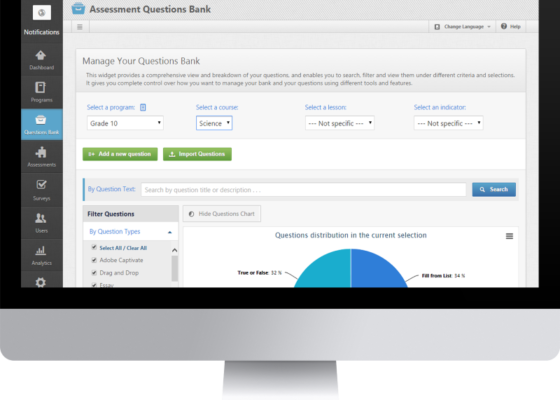 Assessment Questions Bank
Notifications
Change Language
Help
Dashboard
Programs
Questions Bank
Assessments
Surveys
Users
Analytics
Manage Your Questions Bank
This widget provides a comprehensive view and breakdown of your questions, and enables you to search, filter and view them under different criteria and selections.
It gives you complete control over how you want to manage your bank and your questions using different tools and features.
Select a program:
Select a course:
Select a lesson:
Select an indicator:
Grade 10
Science
--- Not specific ---
--- Not specific ---
Add a new question
Import Questions
By Question Text:
Search by question title or description . . .
Search
Filter Questions
Hide Questions Chart
By Question Types
Select All / Clear All
Adobe Captivate
Drag and Drop
Essay
Questions distribution in the current selection
True or False: 32 %
Fill from List: 34 %